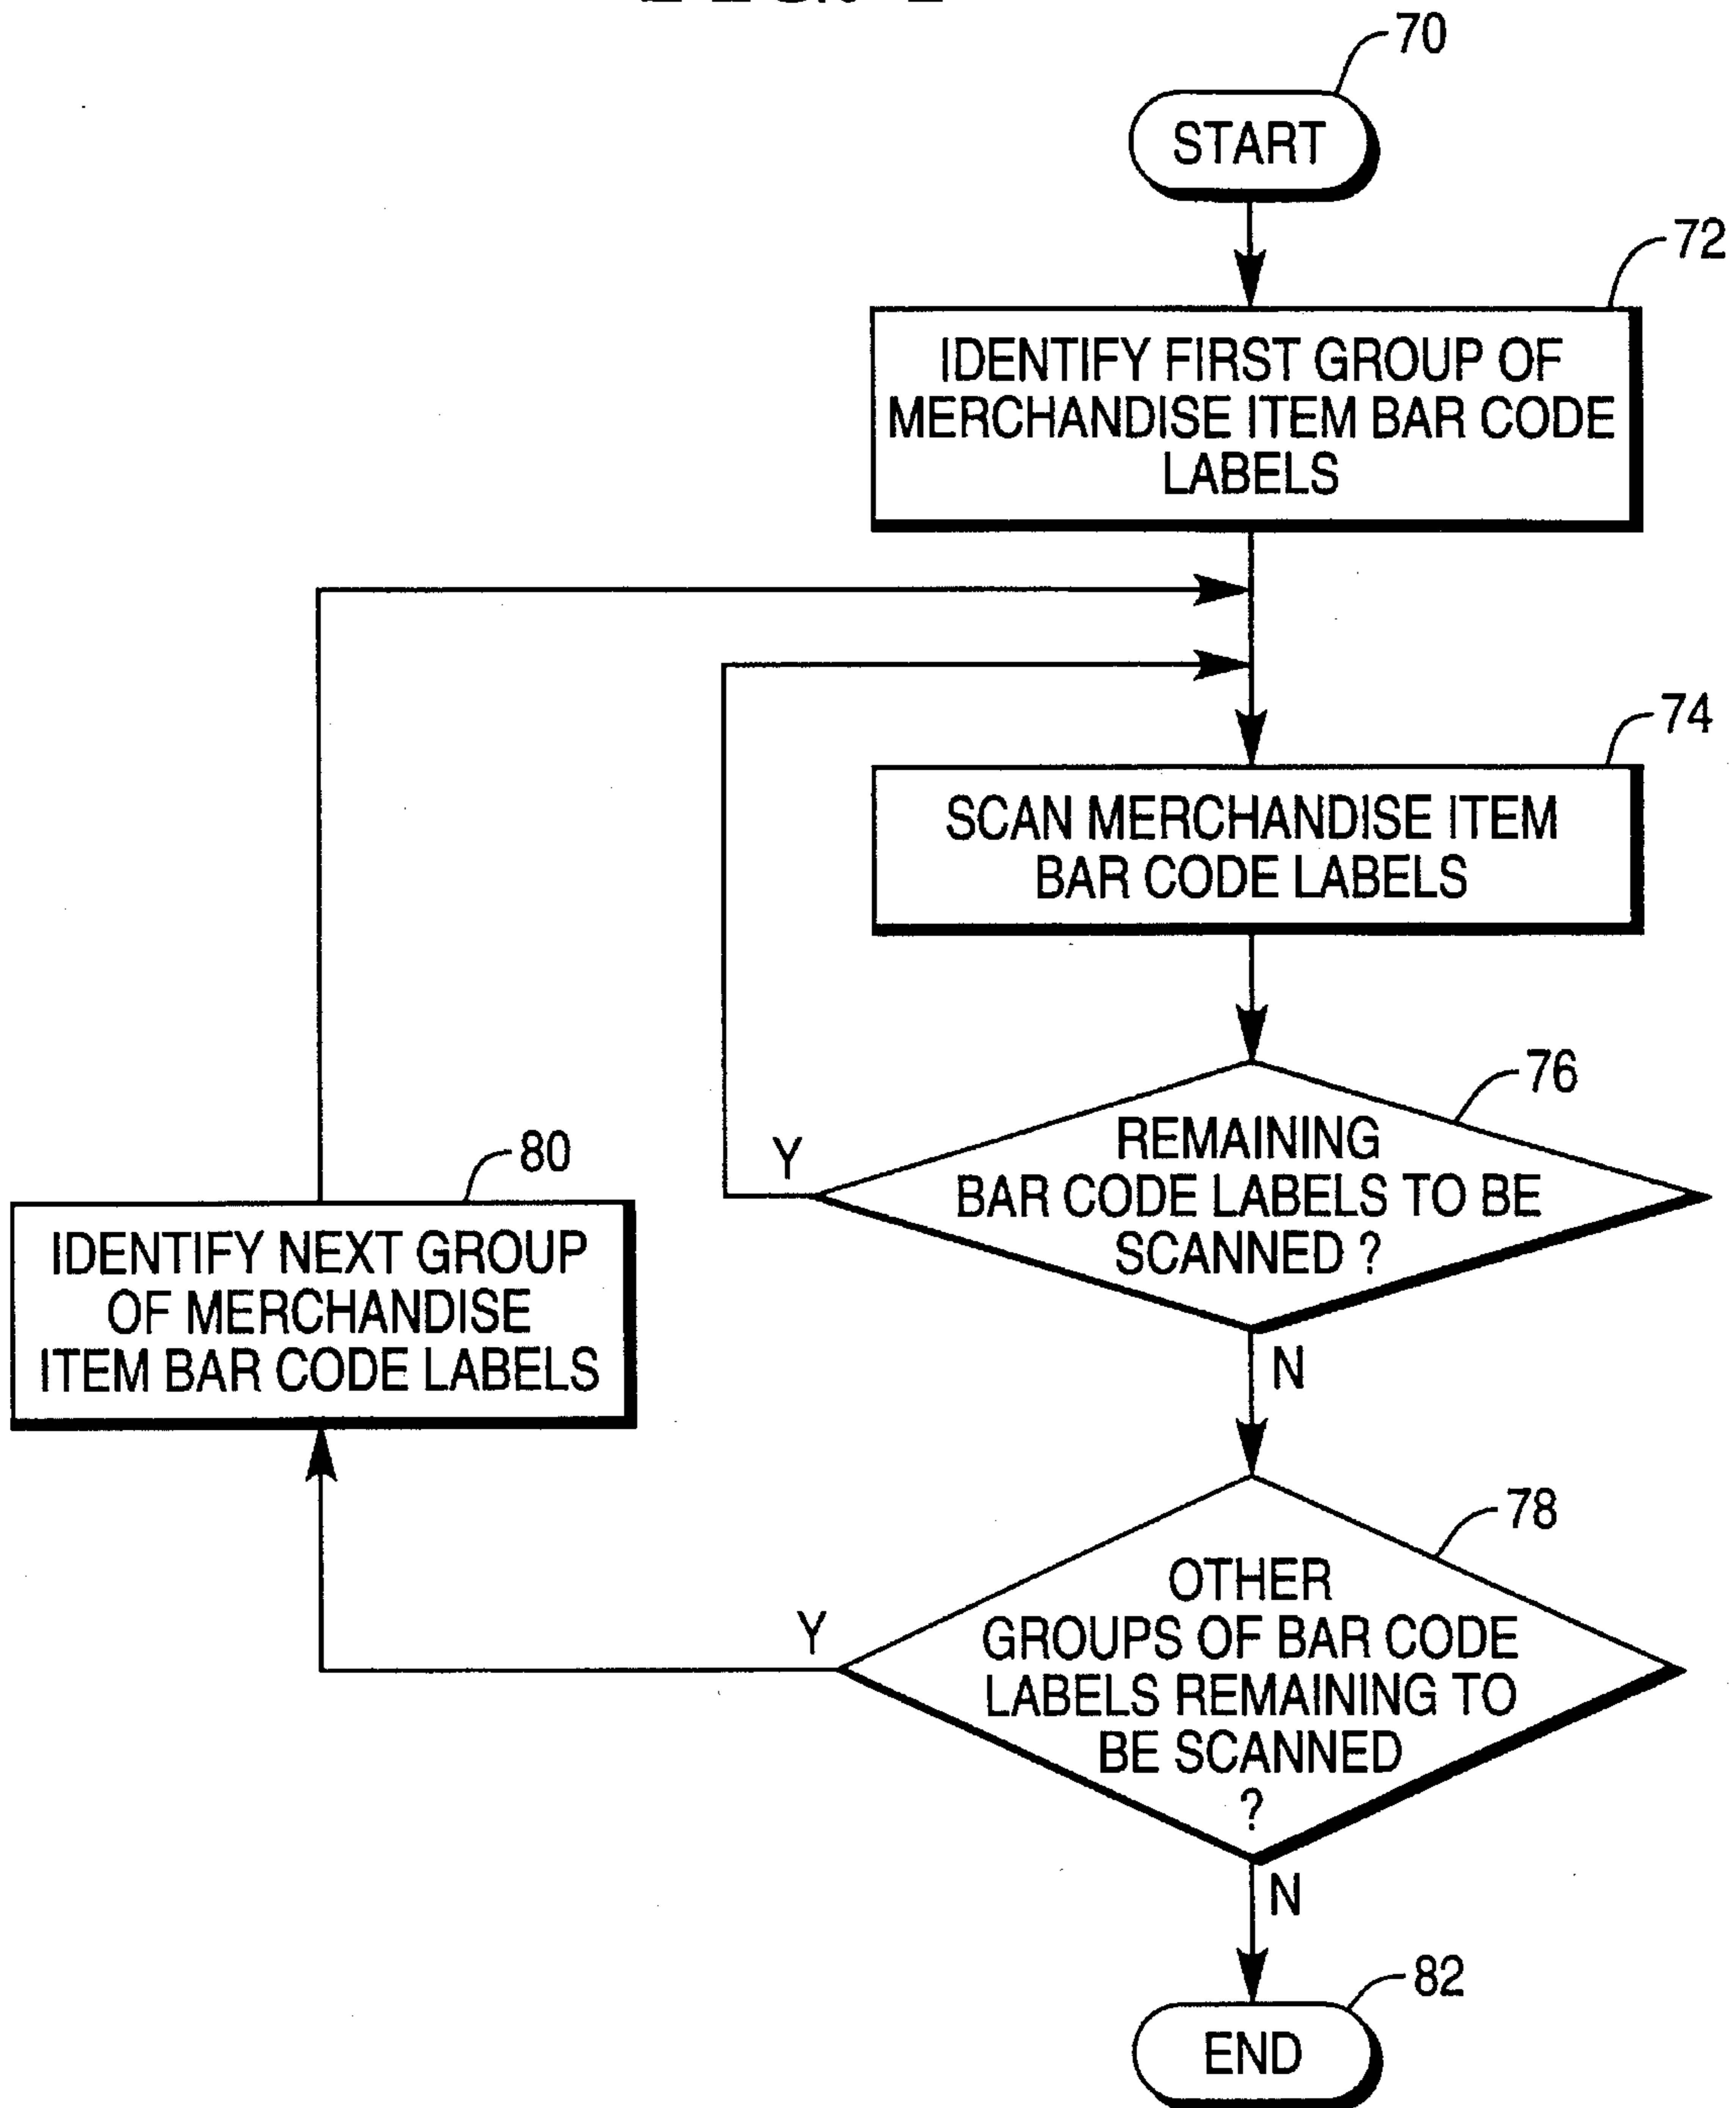 70
START
72
IDENTIFY FIRST GROUP OF
MERCHANDISE ITEM BAR CODE
LABELS
74
SCAN MERCHANDISE ITEM
BAR CODE LABELS
76
REMAINING
BAR CODE LABELS TO BE
SCANNED ?
Y
N
80
IDENTIFY NEXT GROUP
OF MERCHANDISE
ITEM BAR CODE LABELS
78
OTHER
GROUPS OF BAR CODE
LABELS REMAINING TO
BE SCANNED
?
Y
N
82
END